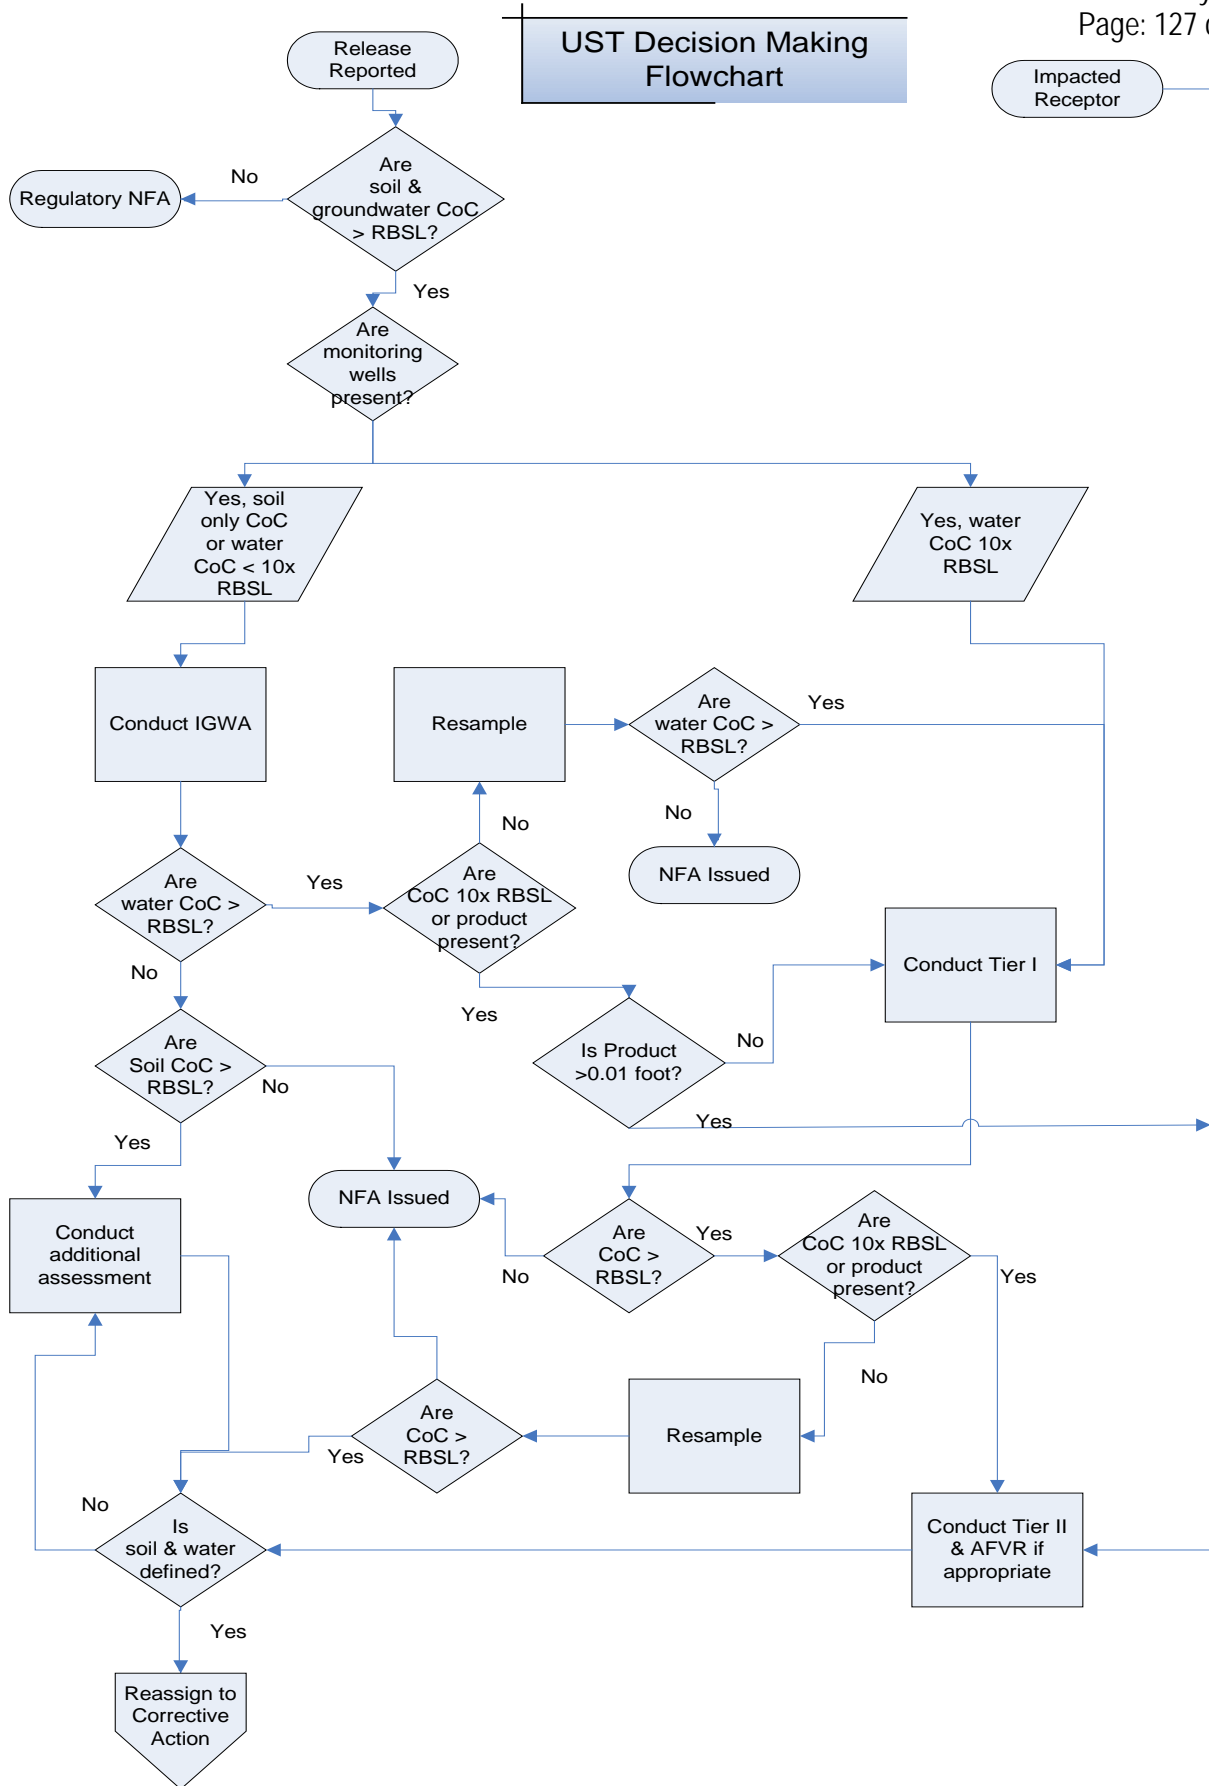 Page: 127
UST Decision Making
Flowchart
Release
Reported
Impacted
Receptor
Are
soil &
groundwater CoC
> RBSL?
No
Regulatory NFA
Yes
Are
monitoring
wells
present?
Yes, soil
only CoC
or water
CoC < 10x
RBSL
Yes, water
CoC 10x
RBSL
Conduct IGWA
Resample
Are
water CoC >
RBSL?
Yes
No
NFA Issued
No
Are
water CoC >
RBSL?
Yes
Are
CoC 10x RBSL
or product
present?
Conduct Tier I
No
Yes
Is Product
>0.01 foot?
No
Yes
Are
Soil CoC >
RBSL?
No
Yes
NFA Issued
Conduct
additional
assessment
Are
CoC >
RBSL?
Yes
No
Are
CoC 10x RBSL
or product
present?
Yes
No
Are
CoC >
RBSL?
Yes
Resample
No
Is
soil & water
defined?
Conduct Tier II
& AFVR if
appropriate
Yes
Reassign to
Corrective
Action